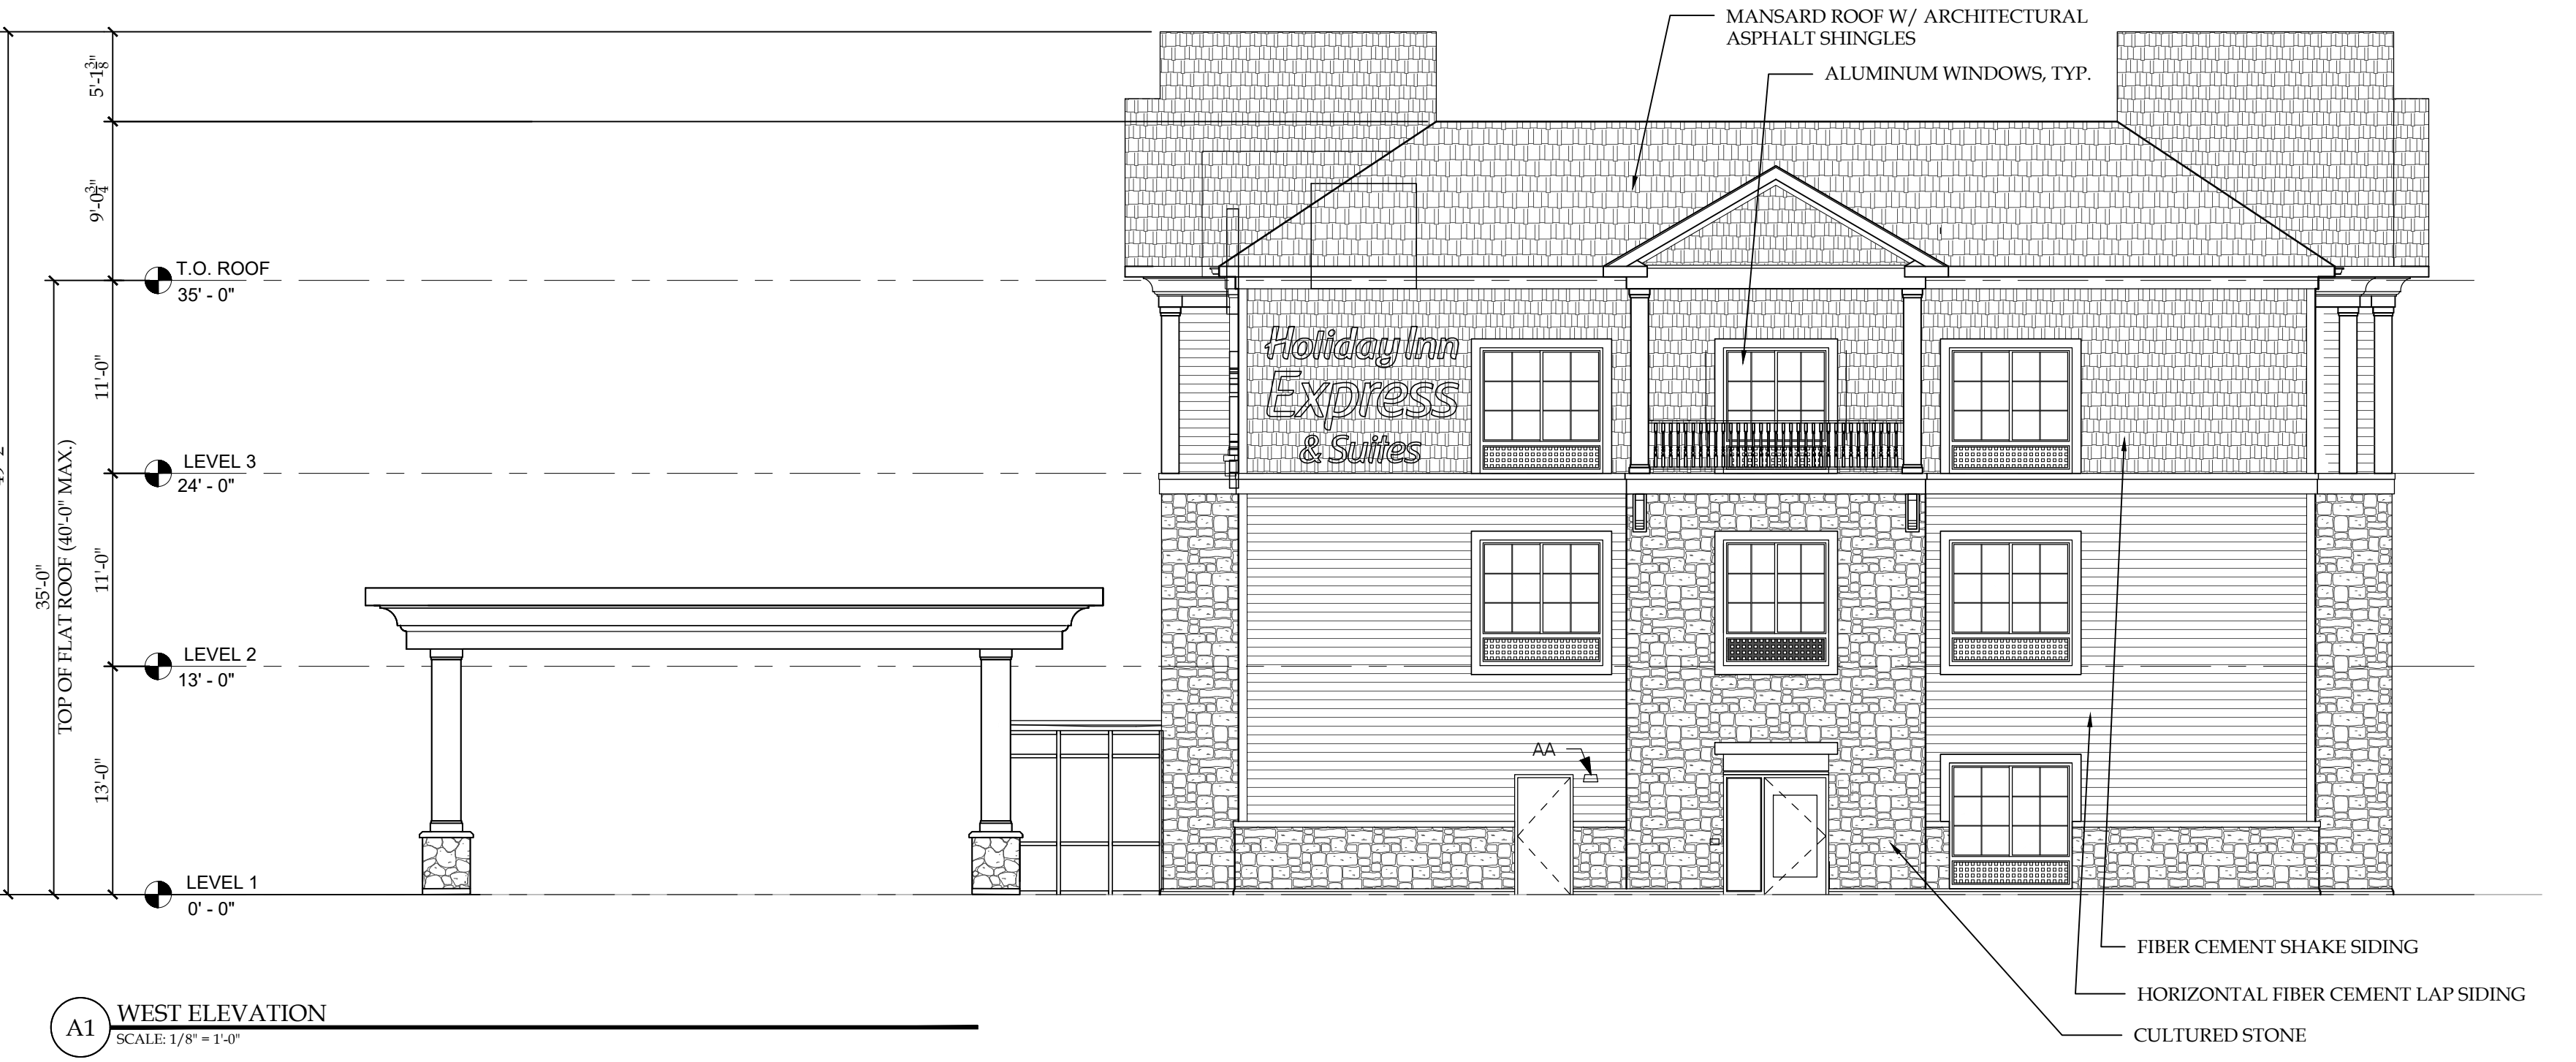 MANSARD ROOF W/ ARCHITECTURAL
ASPHALT SHINGLES
ALUMINUM WINDOWS, TYP.
5'-1 3/8"
9'-0 3/4"
T.O. ROOF
35' - 0"
11'-0"
LEVEL 3
24' - 0"
35'-0"
TOP OF FLAT ROOF (40'-0" MAX.)
11'-0"
LEVEL 2
13' - 0"
13'-0"
LEVEL 1
0' - 0"
Holiday Inn
Express
& Suites
AA
FIBER CEMENT SHAKE SIDING
HORIZONTAL FIBER CEMENT LAP SIDING
CULTURED STONE
A1
WEST ELEVATION
SCALE: 1/8" = 1'-0"